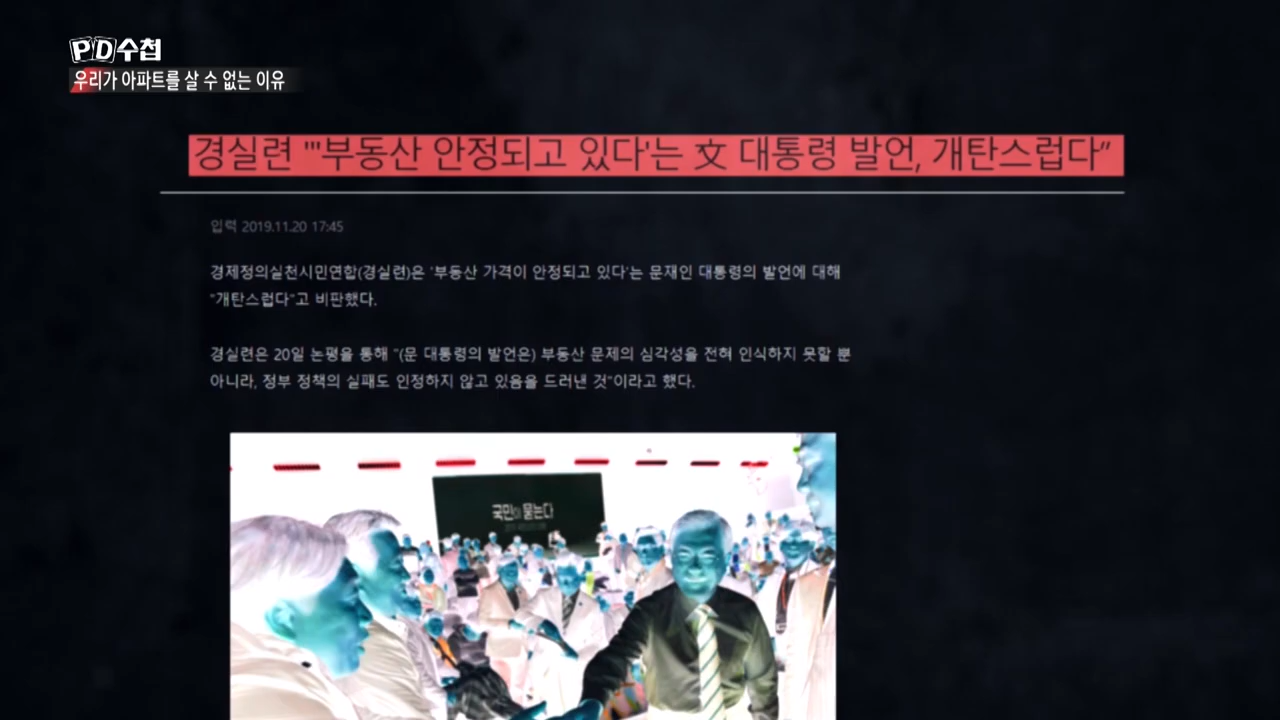 PD수첩
우리가 아파트를 살 수 없는 이유
경실련 "'부동산 안정되고 있다'는 文 대통령 발언, 개탄스럽다”
입력 2019.11.20 17:45
경제정의실천시민연합(경실련)은 '부동산 가격이 안정되고 있다'는 문재인 대통령의 발언에 대해
"개탄스럽다"고 비판했다.
경실련은 20일 논평을 통해 "(문 대통령의 발언은) 부동산 문제의 심각성을 전혀 인식하지 못할 뿐
아니라, 정부 정책의 실패도 인정하지 않고 있음을 드러낸 것"이라고 했다.
국민이 묻는다